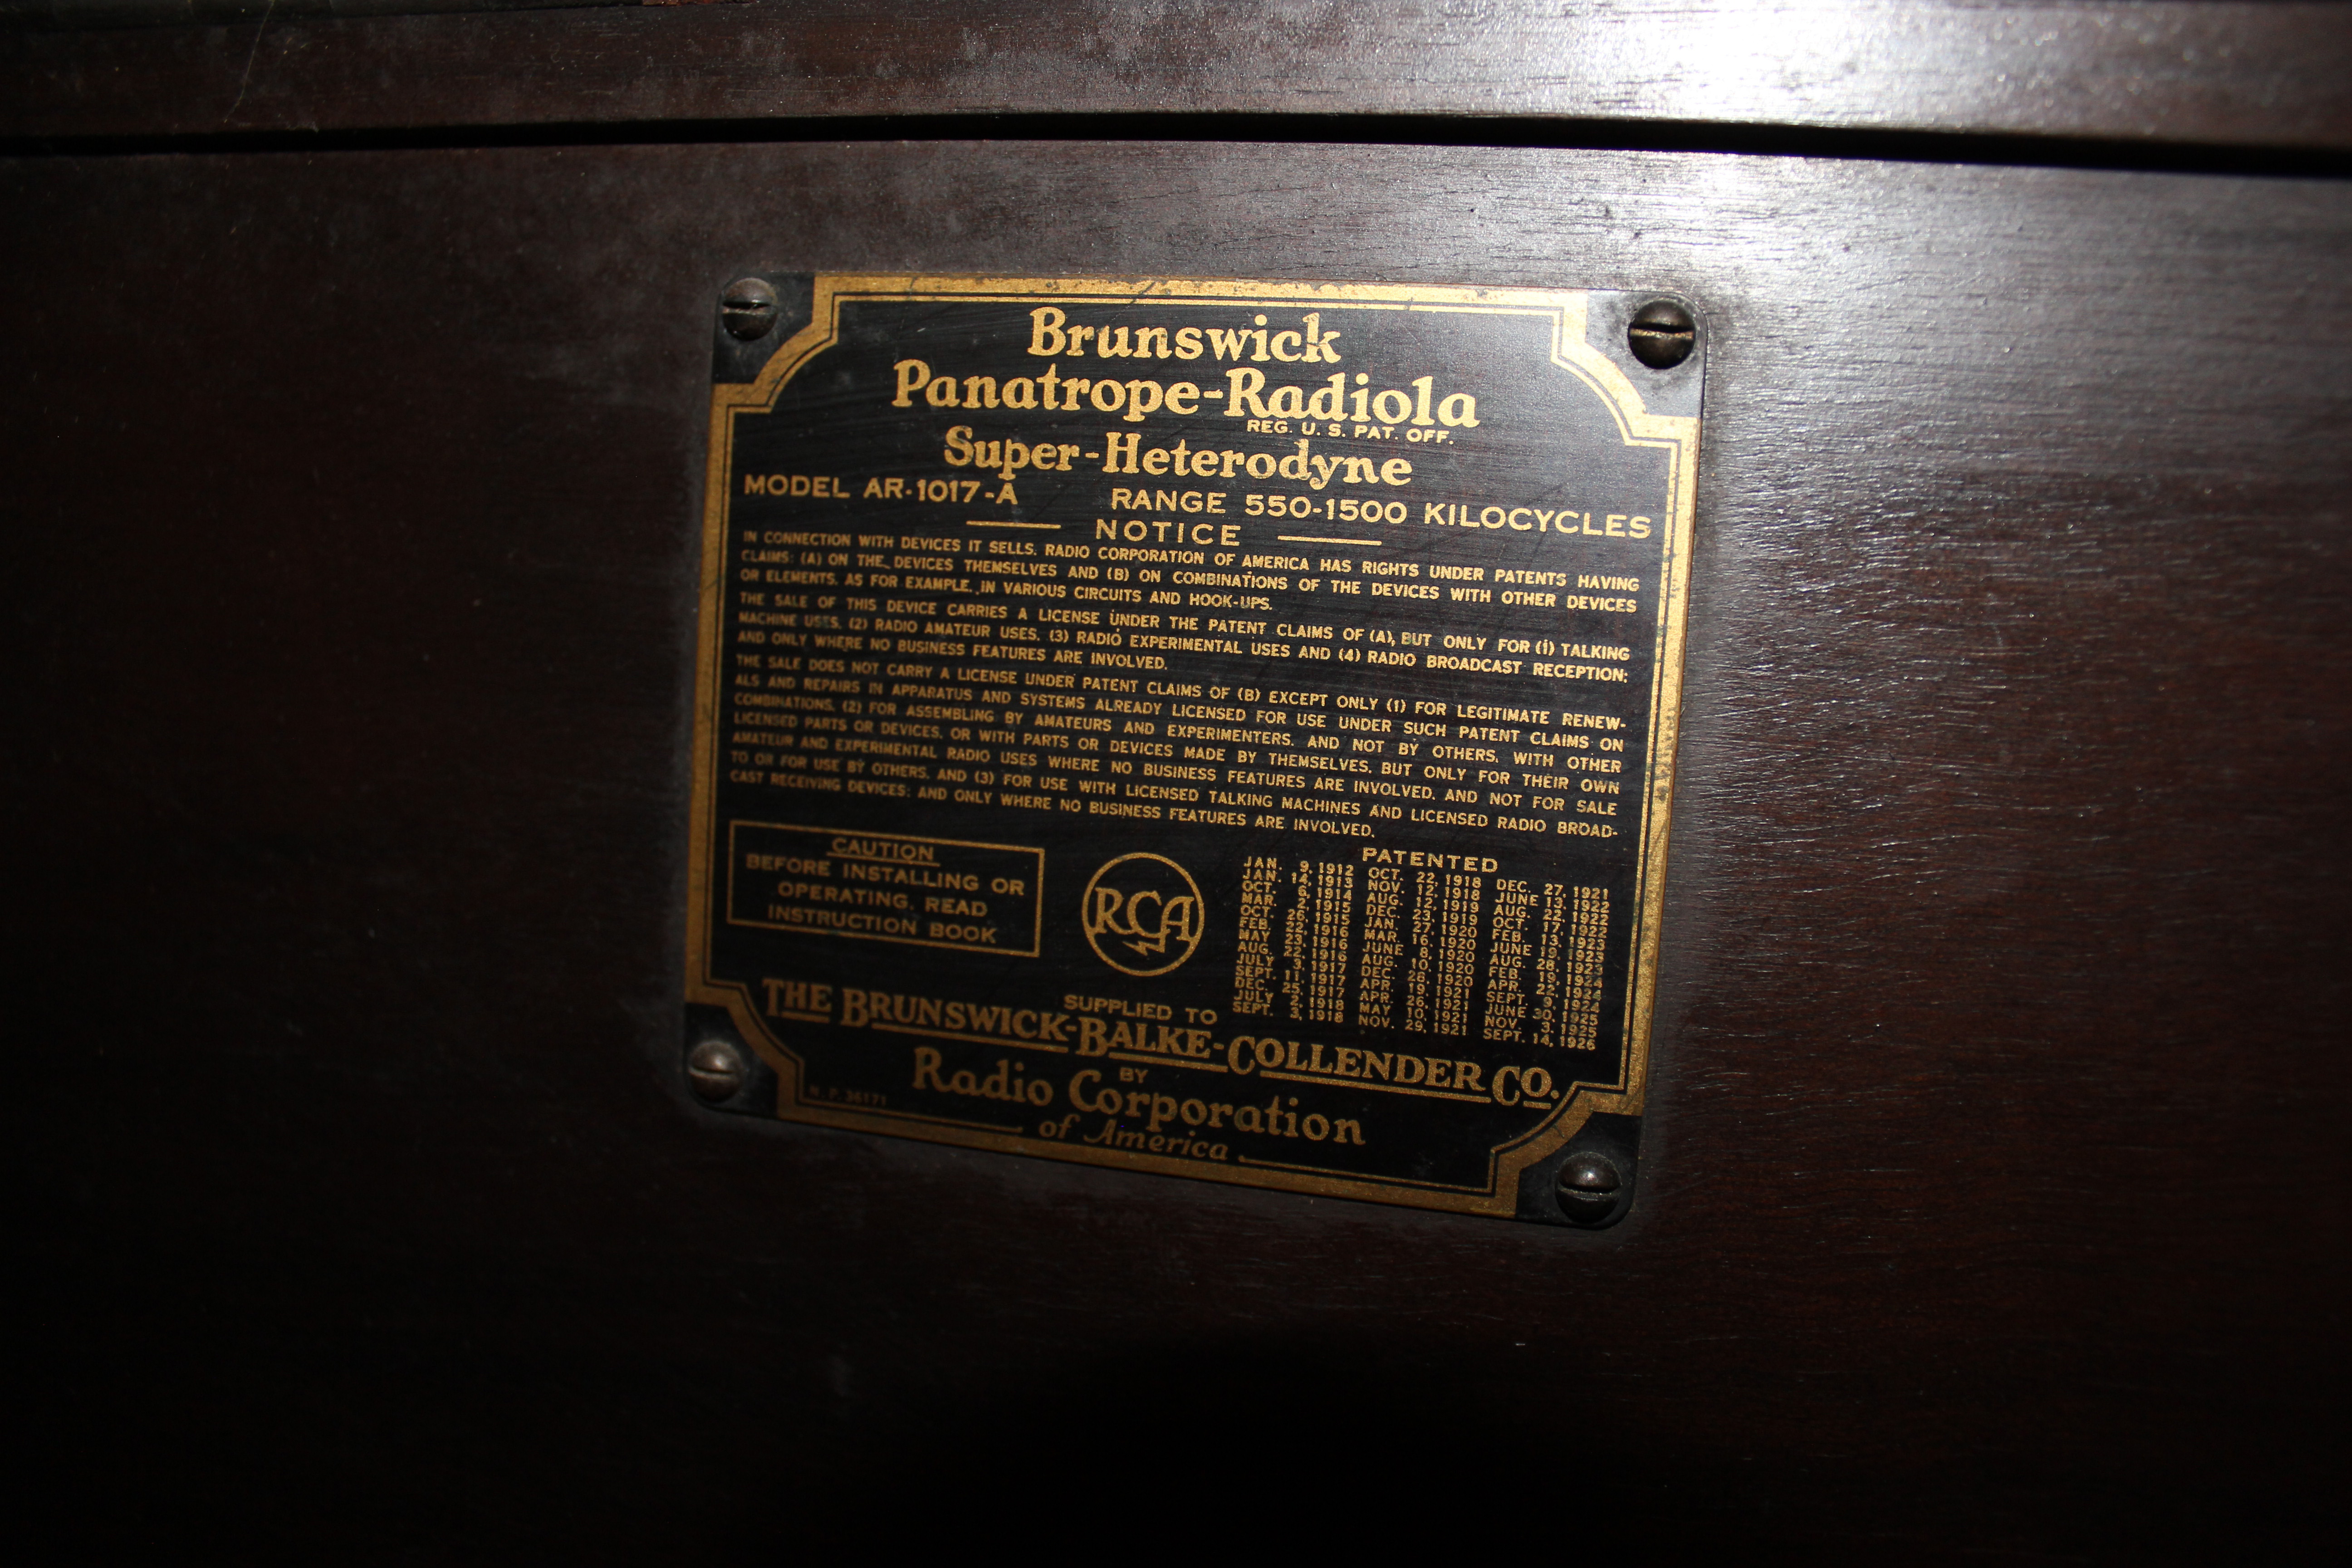 Brunswick
Panatrope-Radiola
REG. U. S. PAT. OFF.
Super-Heterodyne
MODEL AR-1017-A RANGE 550-1500 KILOCYCLES
NOTICE
IN CONNECTION WITH DEVICES IT SELLS, RADIO CORPORATION OF AMERICA HAS RIGHTS UNDER PATENTS HAVING
CLAIMS: (A) ON THE DEVICES THEMSELVES AND (B) ON COMBINATIONS OF THE DEVICES WITH OTHER DEVICES
OR ELEMENTS, AS FOR EXAMPLE, IN VARIOUS CIRCUITS AND HOOK-UPS.
THE SALE OF THIS DEVICE CARRIES A LICENSE UNDER THE PATENT CLAIMS OF (A), BUT ONLY FOR (1) TALKING
MACHINE USES, (2) RADIO AMATEUR USES, (3) RADIO EXPERIMENTAL USES AND (4) RADIO BROADCAST RECEPTION;
AND ONLY WHERE NO BUSINESS FEATURES ARE INVOLVED.
THE SALE DOES NOT CARRY A LICENSE UNDER PATENT CLAIMS OF (B) EXCEPT ONLY (1) FOR LEGITIMATE RENEW-
ALS AND REPAIRS IN APPARATUS AND SYSTEMS ALREADY LICENSED FOR USE UNDER SUCH PATENT CLAIMS ON
COMBINATIONS, (2) FOR ASSEMBLING BY AMATEURS AND EXPERIMENTERS, AND NOT BY OTHERS, WITH OTHER
LICENSED PARTS OR DEVICES, OR WITH PARTS OR DEVICES MADE BY THEMSELVES, BUT ONLY FOR THEIR OWN
AMATEUR AND EXPERIMENTAL RADIO USES WHERE NO BUSINESS FEATURES ARE INVOLVED, AND NOT FOR SALE
TO OR FOR USE BY OTHERS, AND (3) FOR USE WITH LICENSED TALKING MACHINES AND LICENSED RADIO BROAD-
CAST RECEIVING DEVICES; AND ONLY WHERE NO BUSINESS FEATURES ARE INVOLVED.
CAUTION
BEFORE INSTALLING OR
OPERATING, READ
INSTRUCTION BOOK
RCA
PATENTED
JAN. 9, 1912 OCT. 22, 1918 DEC. 27, 1921
JAN. 14, 1913 NOV. 12, 1918 JUNE 13, 1922
OCT. 6, 1914 AUG. 12, 1919 AUG. 22, 1922
MAR. 2, 1915 DEC. 23, 1919 OCT. 17, 1922
OCT. 26, 1915 JAN. 27, 1920 FEB. 13, 1923
FEB. 22, 1916 MAR. 16, 1920 JUNE 19, 1923
MAY 23, 1916 JUNE 8, 1920 AUG. 28, 1923
AUG. 22, 1916 AUG. 10, 1920 FEB. 19, 1924
JULY 1917 DEC. 28, 1920 APR. 22, 1924
SEPT. 11, 1917 APR. 19, 1921 SEPT. 9, 1924
DEC. 25, 1917 APR. 26, 1921 JUNE 30, 1925
JULY 2, 1918 MAY 10, 1921 NOV. 3, 1925
SEPT. 3, 1918 NOV. 29, 1921 SEPT. 14, 1926
SUPPLIED TO
THE BRUNSWICK-BALKE-COLLENDER CO.
BY
Radio Corporation
of America
N. P. 36171